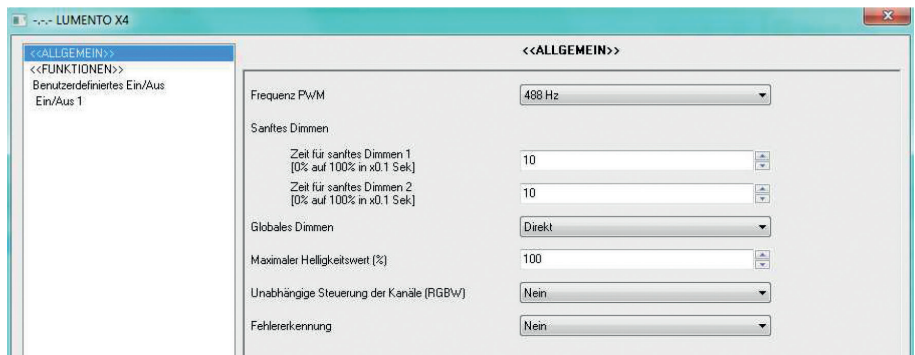 -.-.- LUMENTO X4
x
<<ALLGEMEIN>>
<<FUNKTIONEN>>
Benutzerdefiniertes Ein/Aus
Ein/Aus 1
<<ALLGEMEIN>>
Frequenz PWM
488 Hz
Sanftes Dimmen
Zeit für sanftes Dimmen 1
[0% auf 100% in x0.1 Sek]
10
Zeit für sanftes Dimmen 2
[0% auf 100% in x0.1 Sek]
10
Globales Dimmen
Direkt
Maximaler Helligkeitswert (%)
100
Unabhängige Steuerung der Kanäle (RGBW)
Nein
Fehlererkennung
Nein